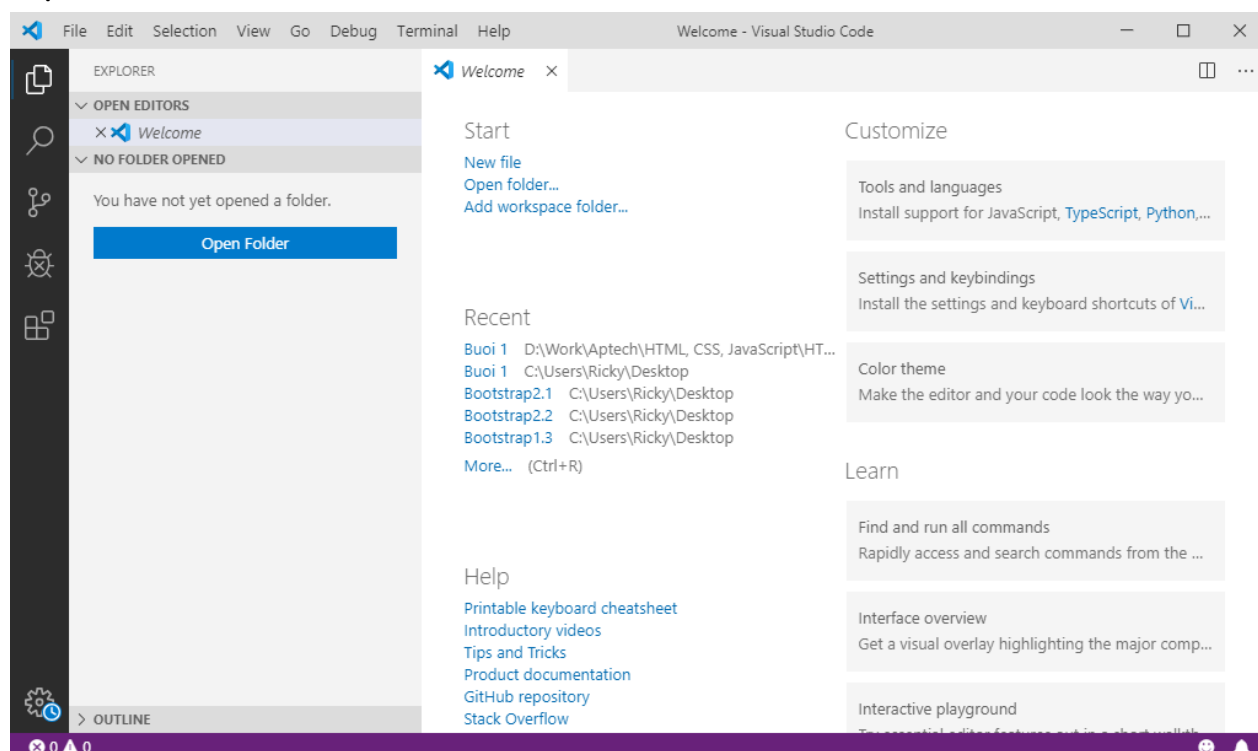 File Edit Selection View Go Debug Terminal Help Welcome - Visual Studio Code
EXPLORER
OPEN EDITORS
Welcome
NO FOLDER OPENED
You have not yet opened a folder.
Open Folder
OUTLINE
Welcome
Start
New file
Open folder...
Add workspace folder...
Recent
Buoi 1 D:\Work\Aptech\HTML, CSS, JavaScript\HT...
Buoi 1 C:\Users\Ricky\Desktop
Bootstrap2.1 C:\Users\Ricky\Desktop
Bootstrap2.2 C:\Users\Ricky\Desktop
Bootstrap1.3 C:\Users\Ricky\Desktop
More... (Ctrl+R)
Help
Printable keyboard cheatsheet
Introductory videos
Tips and Tricks
Product documentation
GitHub repository
Stack Overflow
Customize
Tools and languages
Install support for JavaScript, TypeScript, Python,...
Settings and keybindings
Install the settings and keyboard shortcuts of Vi...
Color theme
Make the editor and your code look the way yo...
Learn
Find and run all commands
Rapidly access and search commands from the ...
Interface overview
Get a visual overlay highlighting the major comp...
Interactive playground
0 0